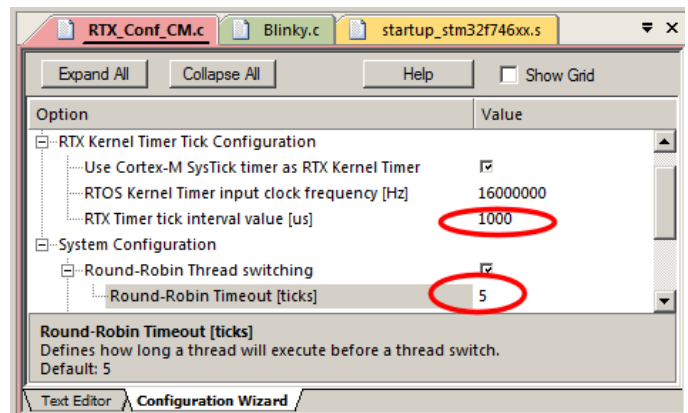 RTX_Conf_CM.c Blinky.c startup_stm32f746xx.s
Expand All Collapse All Help Show Grid
Option Value
RTX Kernel Timer Tick Configuration
Use Cortex-M SysTick timer as RTX Kernel Timer
RTOS Kernel Timer input clock frequency [Hz] 16000000
RTX Timer tick interval value [us] 1000
System Configuration
Round-Robin Thread switching
Round-Robin Timeout [ticks] 5
Round-Robin Timeout [ticks]
Defines how long a thread will execute before a thread switch.
Default: 5
Text Editor Configuration Wizard